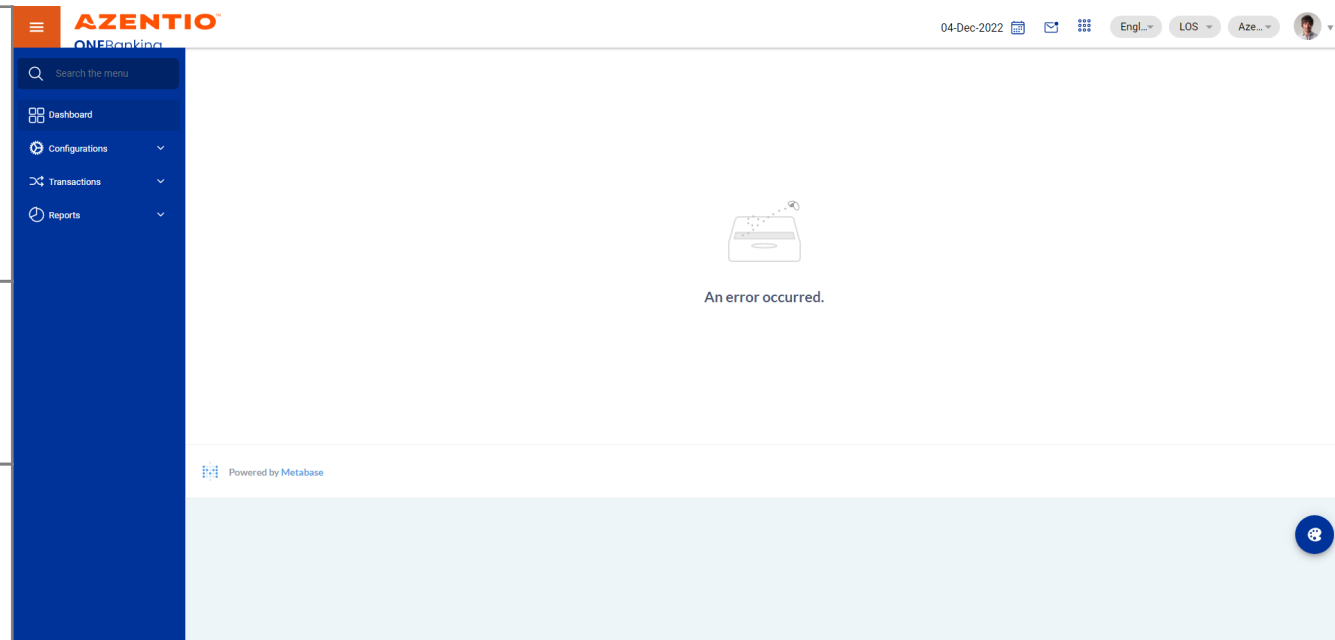 AZENTIO™
ONEBanking
04-Dec-2022
Engl...
LOS
Aze...
Search the menu
Dashboard
Configurations
Transactions
Reports
An error occurred.
Powered by Metabase